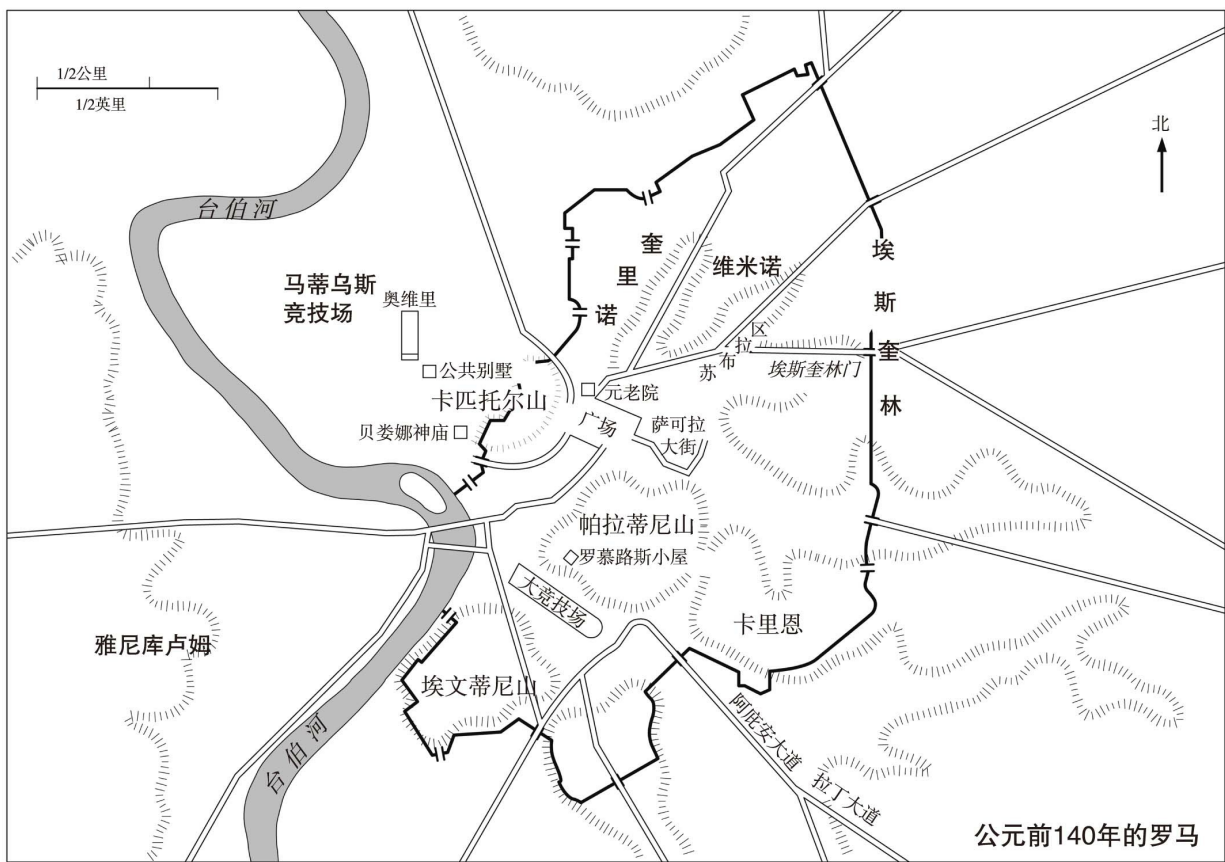 1/2公里
1/2英里
北
台伯河
马蒂乌斯
竞技场
奥维里
公共别墅
卡匹托尔山
贝娄娜神庙
奎里诺
维米诺
埃斯奎林
苏布拉区
埃斯奎林门
元老院
广场
萨可拉
大街
帕拉蒂尼山
罗慕路斯小屋
大竞技场
卡里恩
雅尼库卢姆
埃文蒂尼山
台伯河
阿庇安大道
拉丁大道
公元前140年的罗马